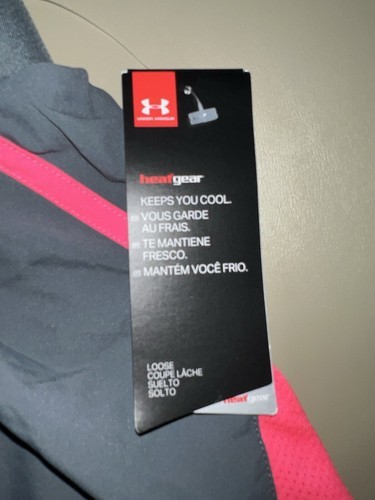 UNDER ARMOUR
heatgear
KEEPS YOU COOL.
VOUS GARDE
AU FRAIS.
TE MANTIENE
FRESCO.
MANTÉM VOCÊ FRIO.
LOOSE
COUPE LÂCHE
SUELTO
SOLTO
heatgear